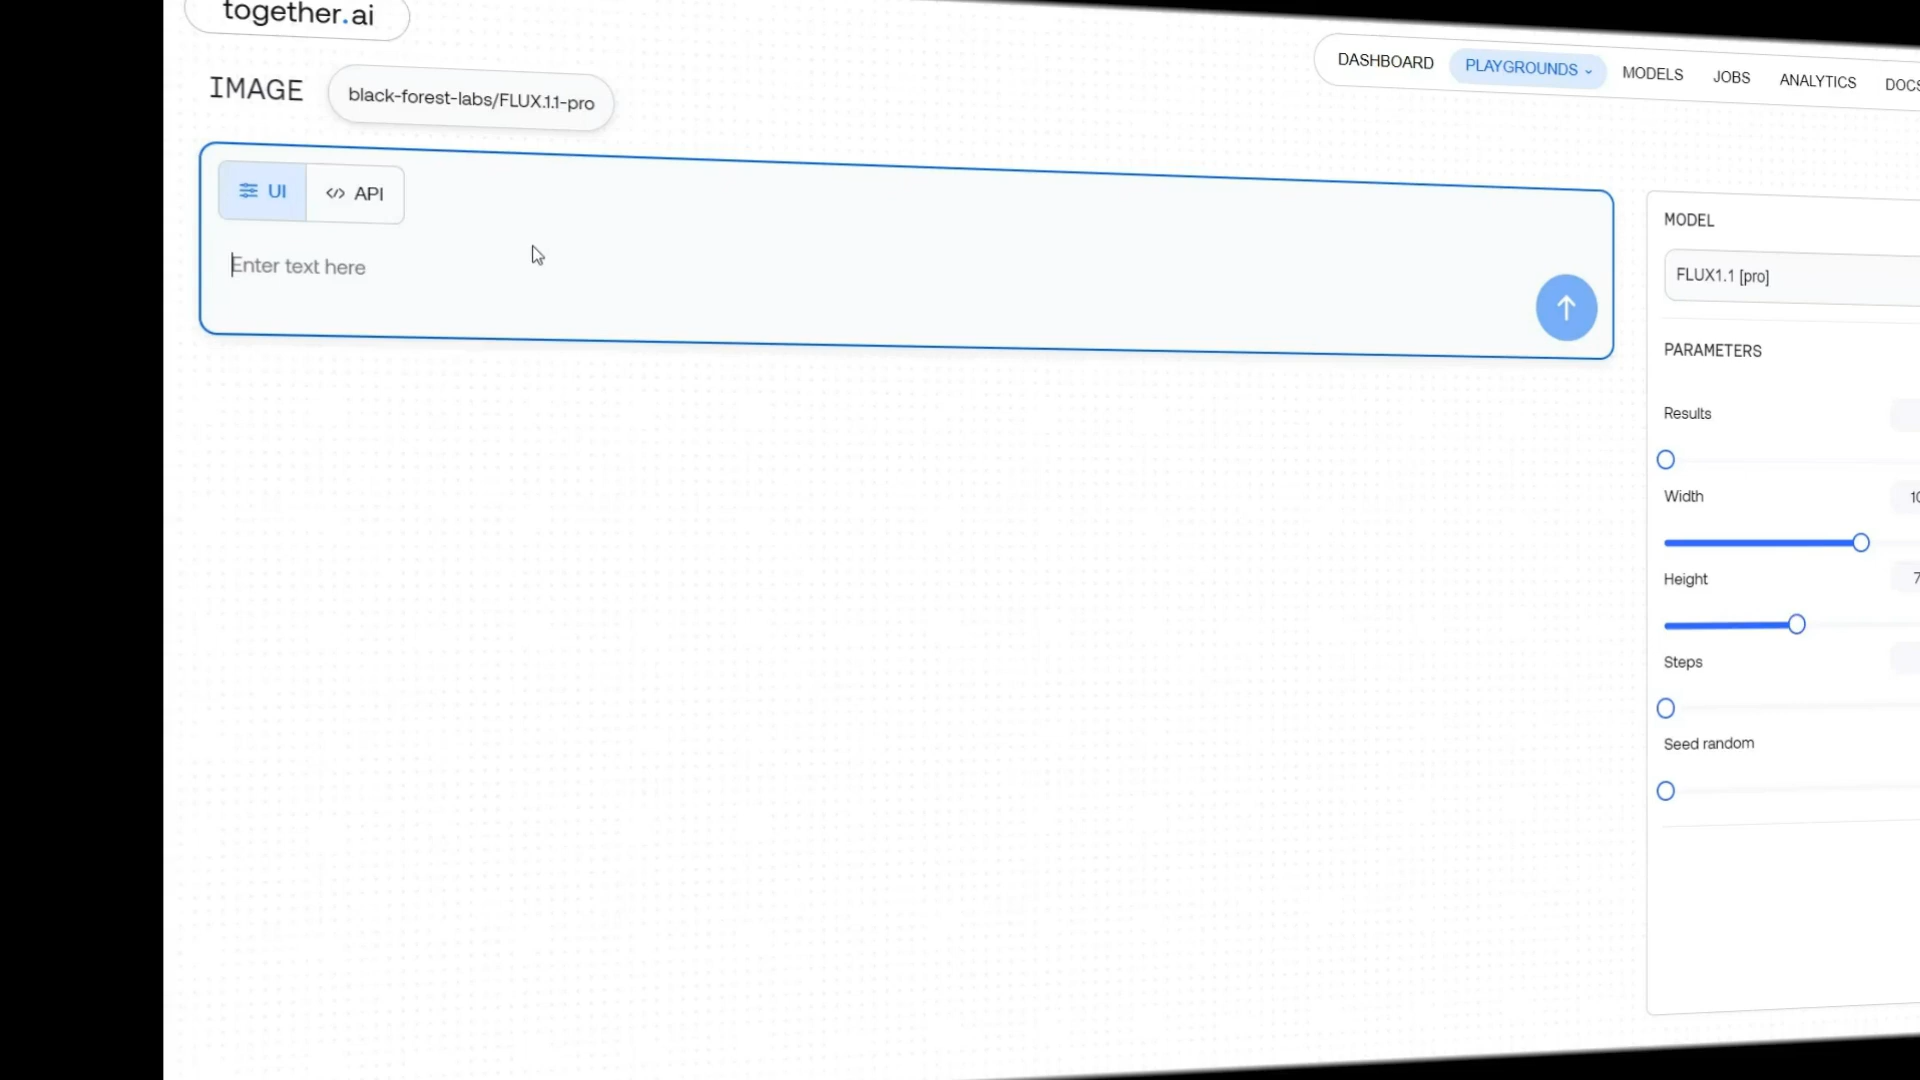 together.ai
DASHBOARD PLAYGROUNDS MODELS JOBS ANALYTICS DOCS
IMAGE black-forest-labs/FLUX.1.1-pro
UI API
Enter text here
MODEL
FLUX1.1 [pro]
PARAMETERS
Results
Width
Height
Steps
Seed random